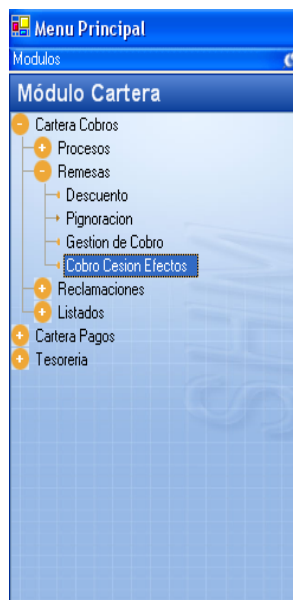 Menu Principal
Modulos
Módulo Cartera
Cartera Cobros
Procesos
Remesas
Descuento
Pignoracion
Gestion de Cobro
Cobro Cesion Efectos
Reclamaciones
Listados
Cartera Pagos
Tesoreria